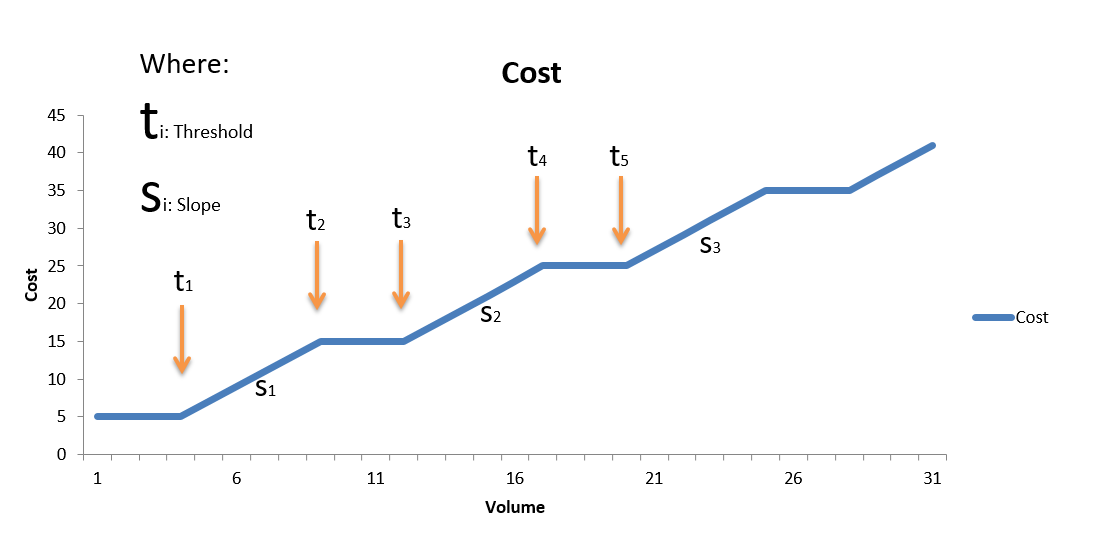 Where:
Cost
ti: Threshold
si: Slope
t1
t2
t3
t4
t5
s1
s2
s3
45
40
35
30
25
20
15
10
5
0
Cost
1 6 11 16 21 26 31
Volume
Cost